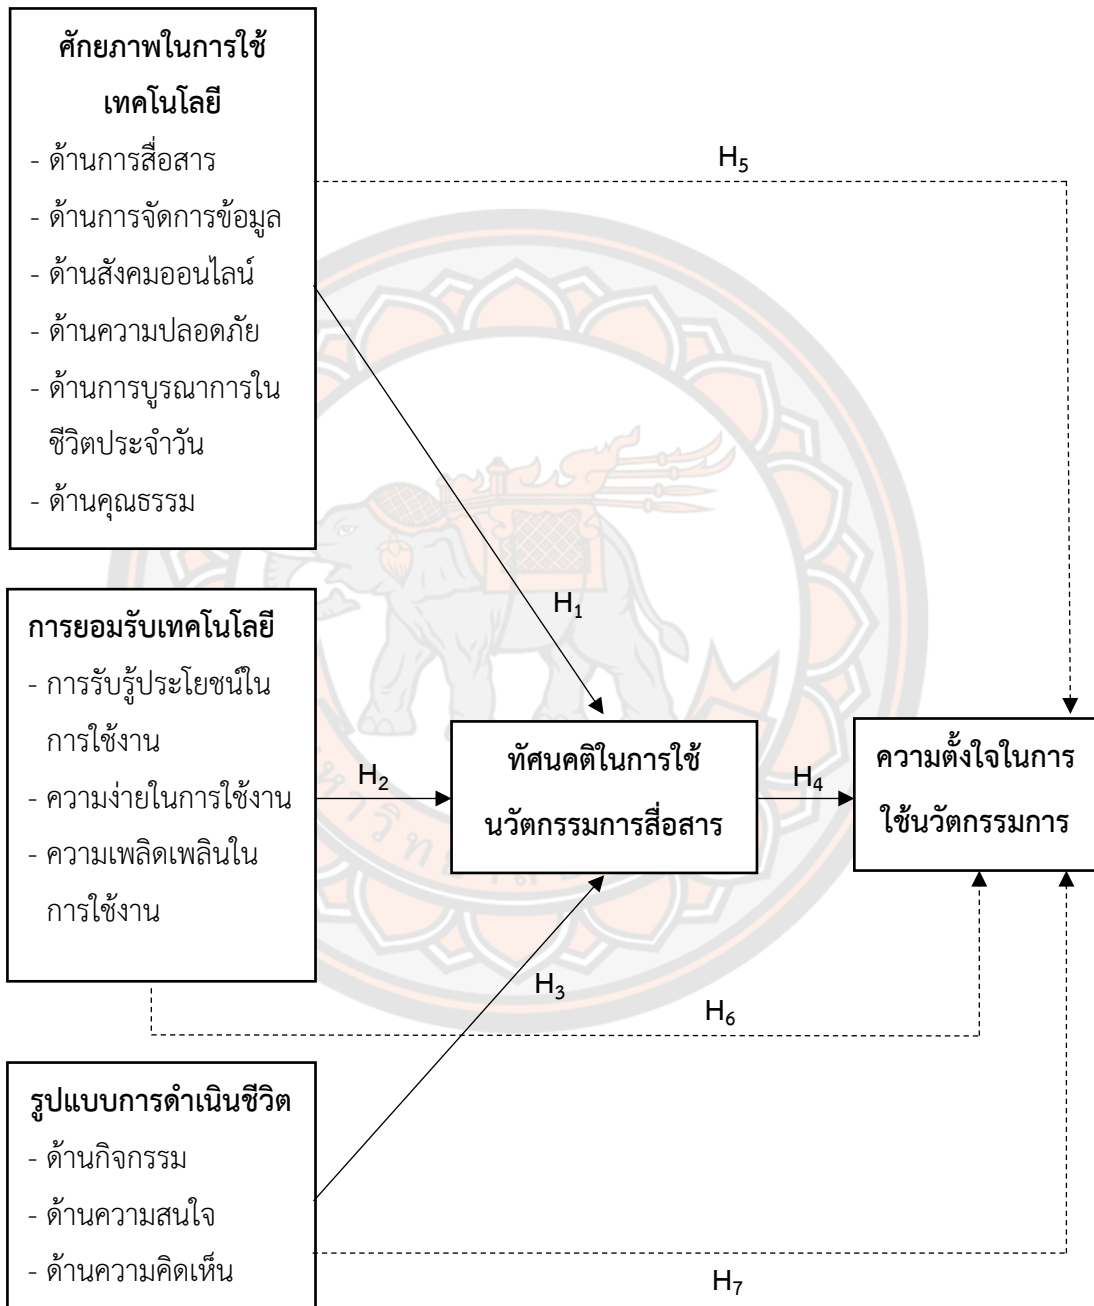 ศักยภาพในการใช้
เทคโนโลยี
- ด้านการสื่อสาร
- ด้านการจัดการข้อมูล
- ด้านสังคมออนไลน์
- ด้านความปลอดภัย
- ด้านการบูรณาการใน
ชีวิตประจำวัน
- ด้านคุณธรรม
H₅
H₁
การยอมรับเทคโนโลยี
- การรับรู้ประโยชน์ใน
การใช้งาน
- ความง่ายในการใช้งาน
- ความเพลิดเพลินใน
การใช้งาน
H₂
ทัศนคติในการใช้
นวัตกรรมการสื่อสาร
H₄
ความตั้งใจในการ
ใช้นวัตกรรมการ
H₃
H₆
รูปแบบการดำเนินชีวิต
- ด้านกิจกรรม
- ด้านความสนใจ
- ด้านความคิดเห็น
H₇